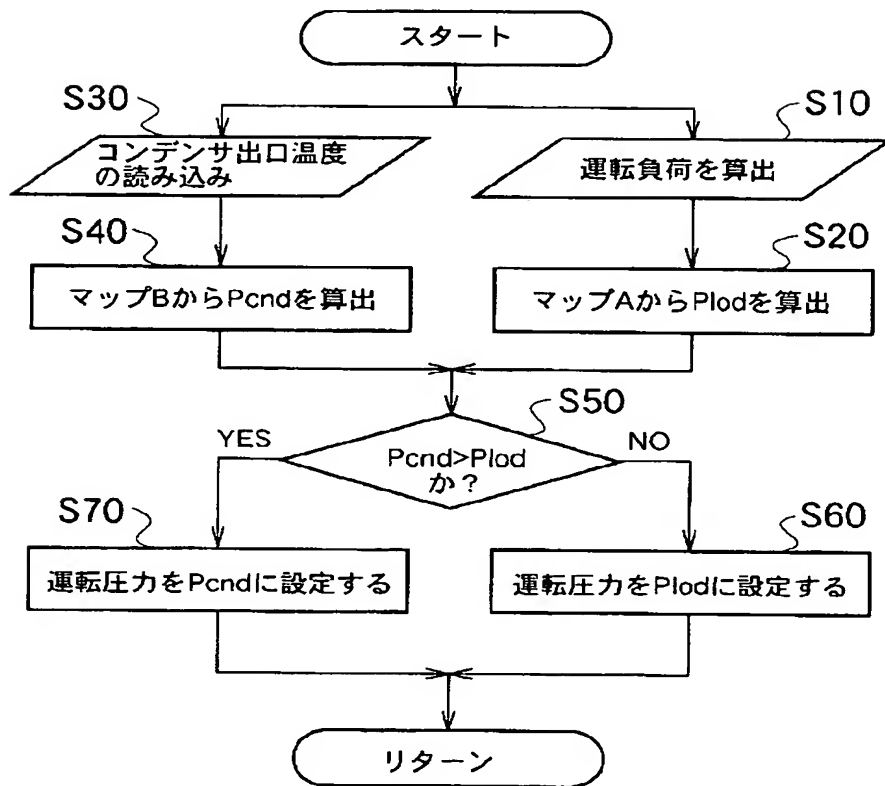 スタート
S30
S10
コンデンサ出口温度
の読み込み
運転負荷を算出
S40
S20
マップBからPcndを算出
マップAからPlodを算出
S50
YES
NO
Pcnd>Plod
か？
S70
S60
運転圧力をPcndに設定する
運転圧力をPlodに設定する
リターン